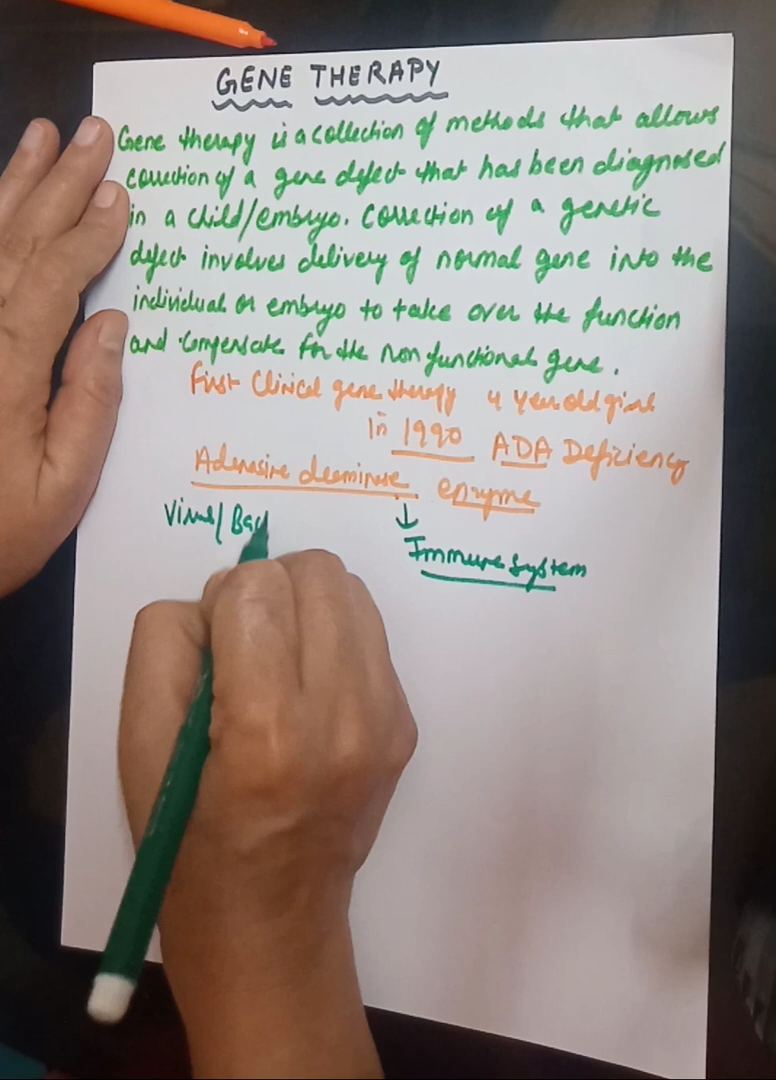 GENE THERAPY
Gene therapy is a collection of methods that allows
correction of a gene defect that has been diagnosed
in a child/embryo. Correction of a genetic
defect involves delivery of normal gene into the
individual or embryo to take over the function
and compensate for the non functional gene.
First Clinical gene therapy 4 year old girl
in 1990 ADA Deficiency
Adenosine deaminase enzyme
↓
Virus/Bac
Immune System